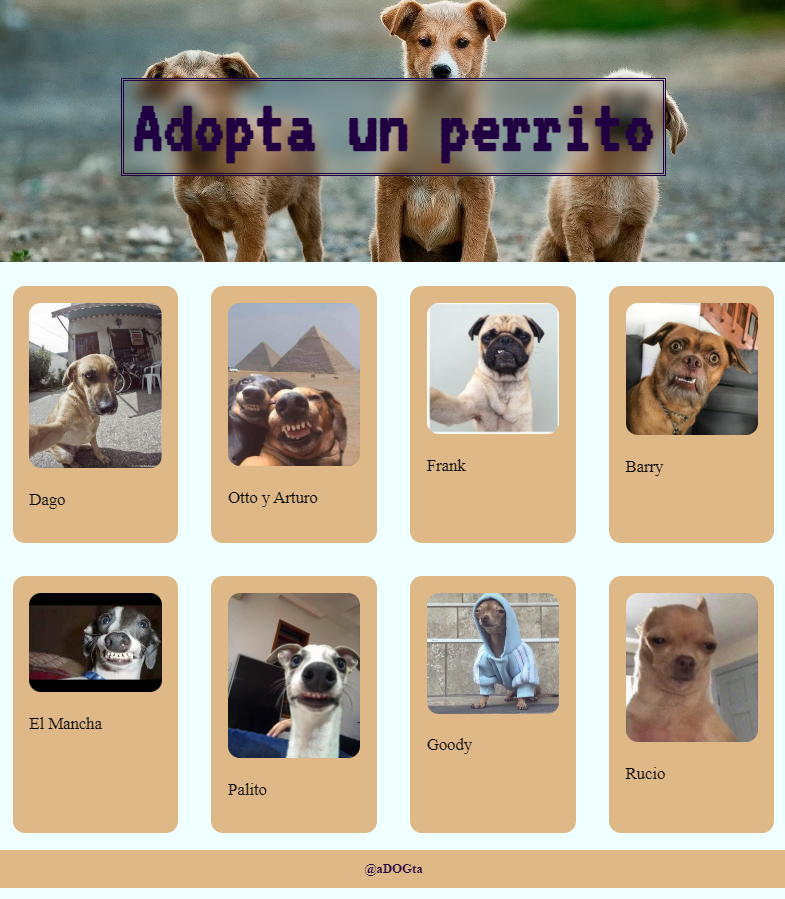 Adopta un perrito
Dago
Otto y Arturo
Frank
Barry
El Mancha
Palito
Goody
Rucio
@aDOGta